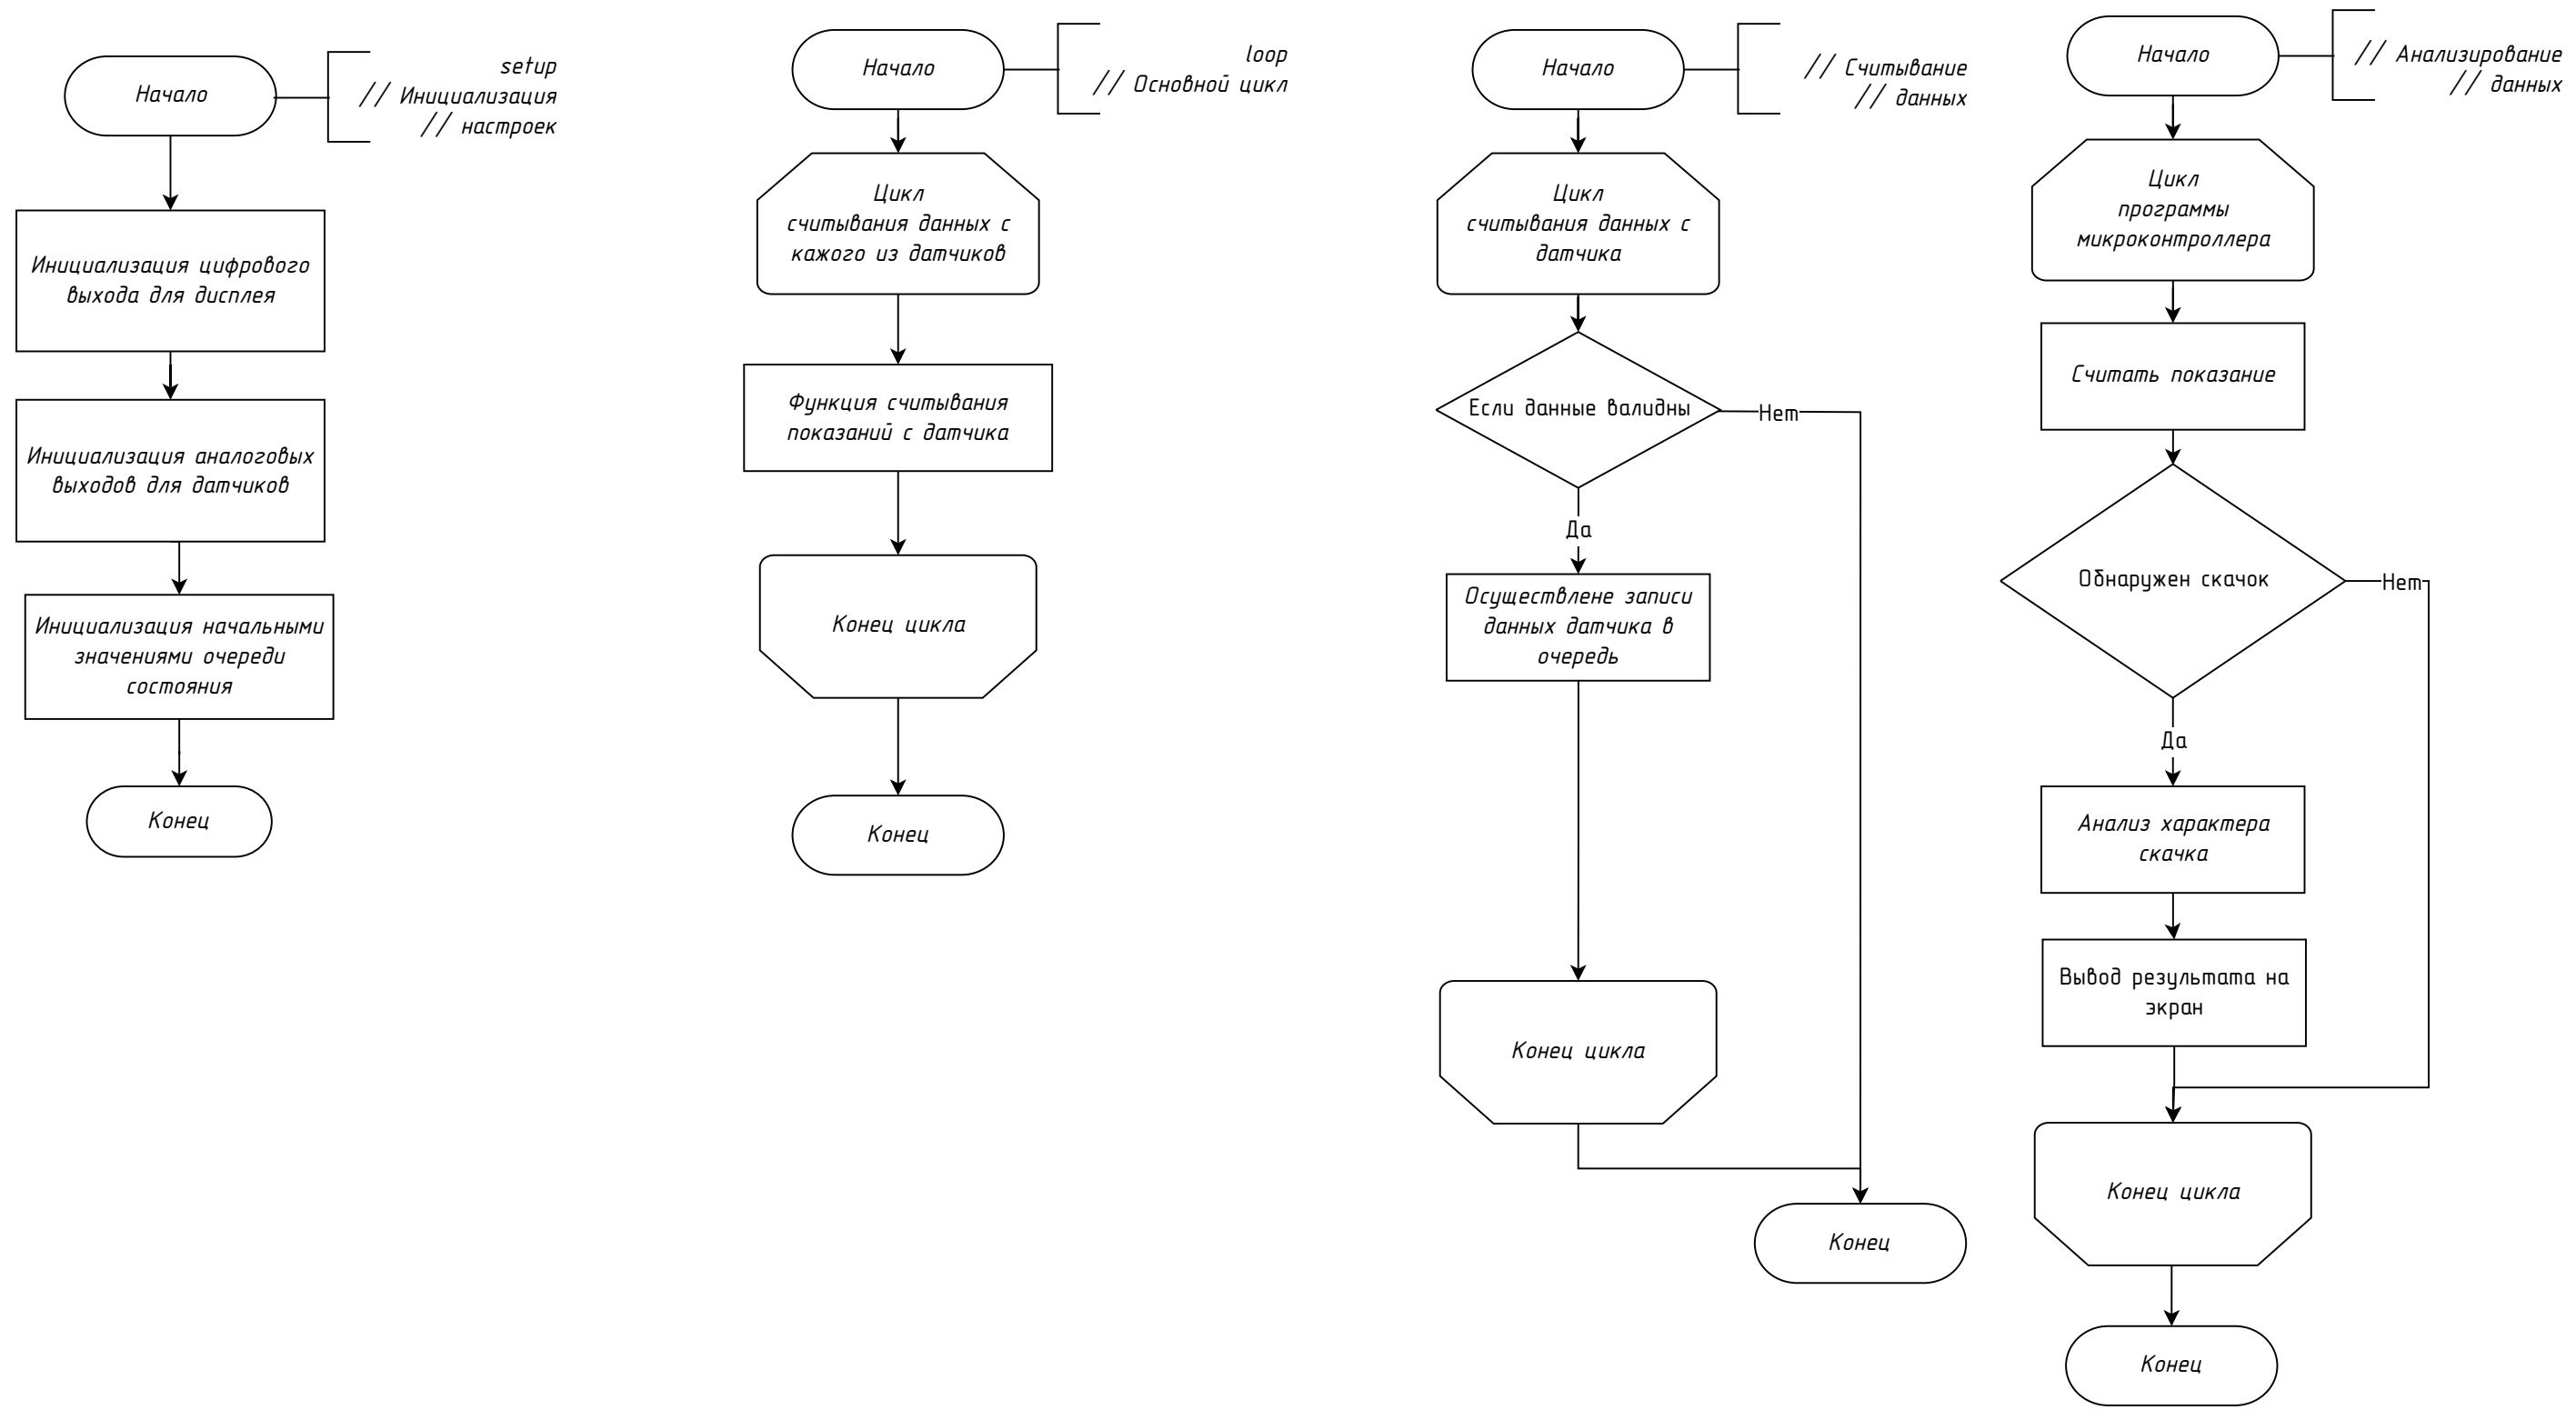 Начало
setup
// Инициализация
// настроек
Инициализация цифрового
выхода для дисплея
Инициализация аналоговых
выходов для датчиков
Инициализация начальными
значениями очереди
состояния
Конец
Начало
loop
// Основной цикл
Цикл
считывания данных с
кажого из датчиков
Функция считывания
показаний с датчика
Конец цикла
Конец
Начало
// Считывание
// данных
Цикл
считывания данных с
датчика
Если данные валидны
Нет
Да
Осуществлене записи
данных датчика в
очередь
Конец цикла
Конец
Начало
// Анализирование
// данных
Цикл
программы
микроконтроллера
Считать показание
Обнаружен скачок
Нет
Да
Анализ характера
скачка
Вывод результата на
экран
Конец цикла
Конец